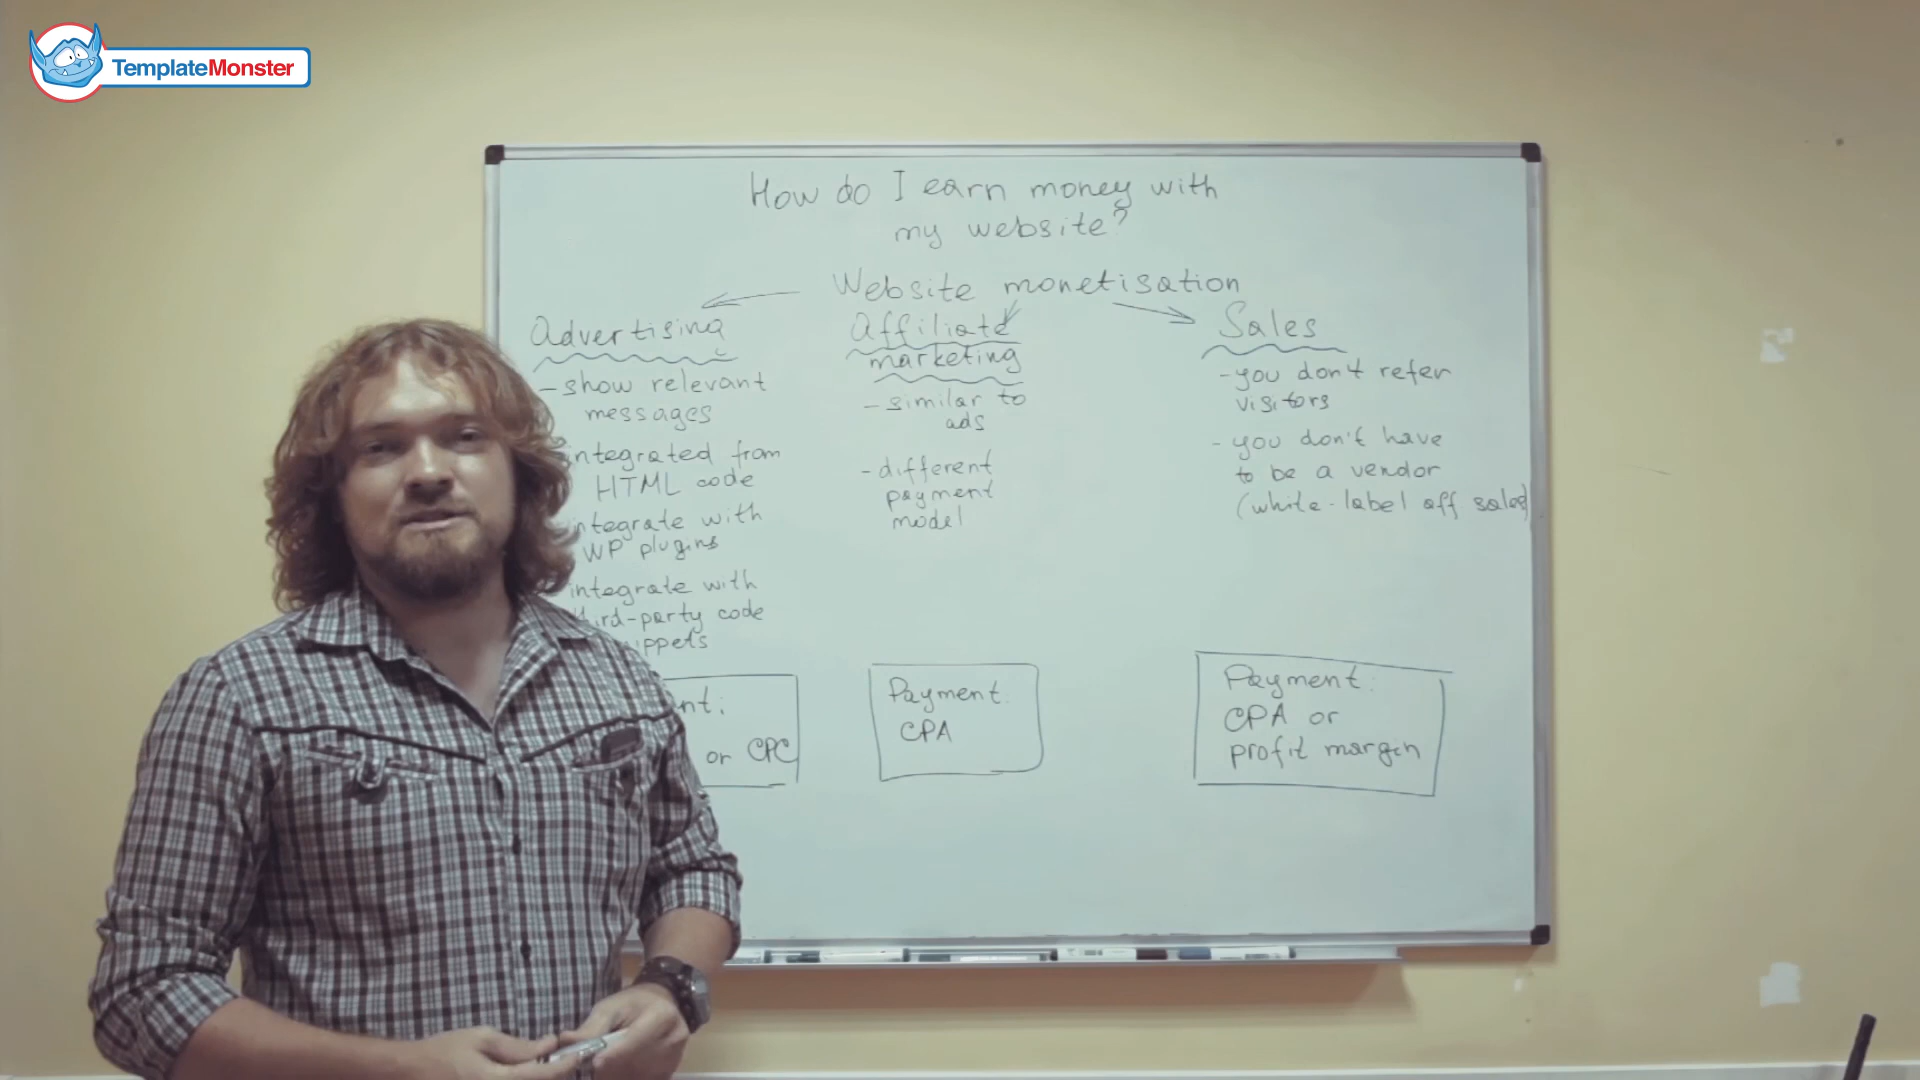 TemplateMonster
How do I earn money with
my website?
Website monetisation
Advertising
- show relevant
messages
integrated from
HTML code
integrate with
WP plugins
integrate with
third-party code
snippets
or CPC
Affiliate
marketing
- similar to
ads
- different
payment
model
Payment:
CPA
Sales
- you don't refer
visitors
- you don't have
to be a vendor
(white-label off sales)
Payment:
CPA or
profit margin